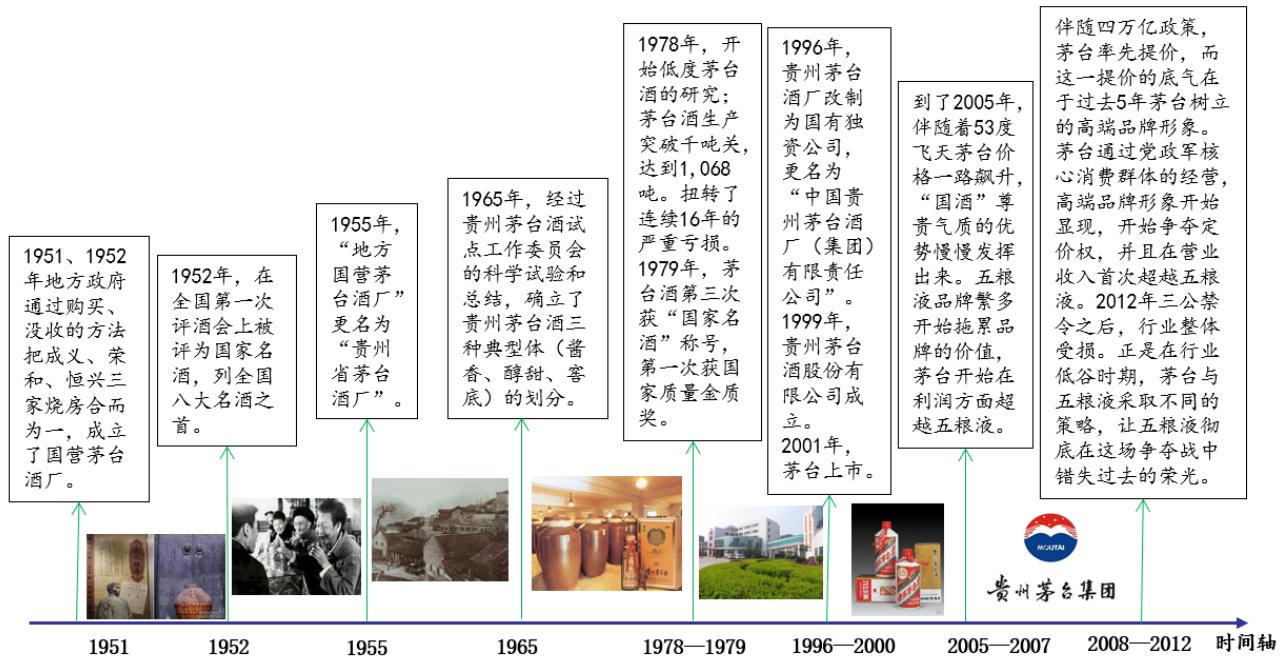 1951、1952
年地方政府
通过购买、
没收的方法
把成义、荣
和、恒兴三
家烧房合而
为一，成立
了国营茅台
酒厂。
1952年，在
全国第一次
评酒会上被
评为国家名
酒，列全国
八大名酒之
首。
1955年，
“地方
国营茅
台酒厂”
更名为
“贵州
省茅台
酒厂”。
1965年，经过
贵州茅台酒试
点工作委员会
的科学试验和
总结，确立了
贵州茅台酒三
种典型体（酱
香、醇甜、窖
底）的划分。
1978年，开
始低度茅台
酒的研究；
茅台酒生产
突破千吨关，
达到1,068
吨。扭转了
连续16年的
严重亏损。
1979年，茅
台酒第三次
获“国家名
酒”称号，
第一次获国
家质量金质
奖。
1996年，
贵州茅台
酒厂改制
为国有独
资公司，
更名为
“中国贵
州茅台酒
厂（集团）
有限责任
公司”。
1999年，
贵州茅台
酒股份有
限公司成
立。
2001年，
茅台上市。
到了2005年，
伴随着53度
飞天茅台价
格一路飙升，
“国酒”尊
贵气质的优
势慢慢发挥
出来。五粮
液品牌繁多
开始拖累品
牌的价值，
茅台开始在
利润方面超
越五粮液。
伴随四万亿政策，
茅台率先提价，而
这一提价的底气在
于过去5年茅台树立
的高端品牌形象。
茅台通过党政军核
心消费群体的经营，
高端品牌形象开始
显现，开始争夺定
价权，并且在营业
收入首次超越五粮
液。2012年三公禁
令之后，行业整体
受损。正是在行业
低谷时期，茅台与
五粮液采取不同的
策略，让五粮液彻
底在这场争夺战中
错失过去的荣光。
MOUTAI
贵州茅台集团
1951
1952
1955
1965
1978—1979
1996—2000
2005—2007
2008—2012
时间轴